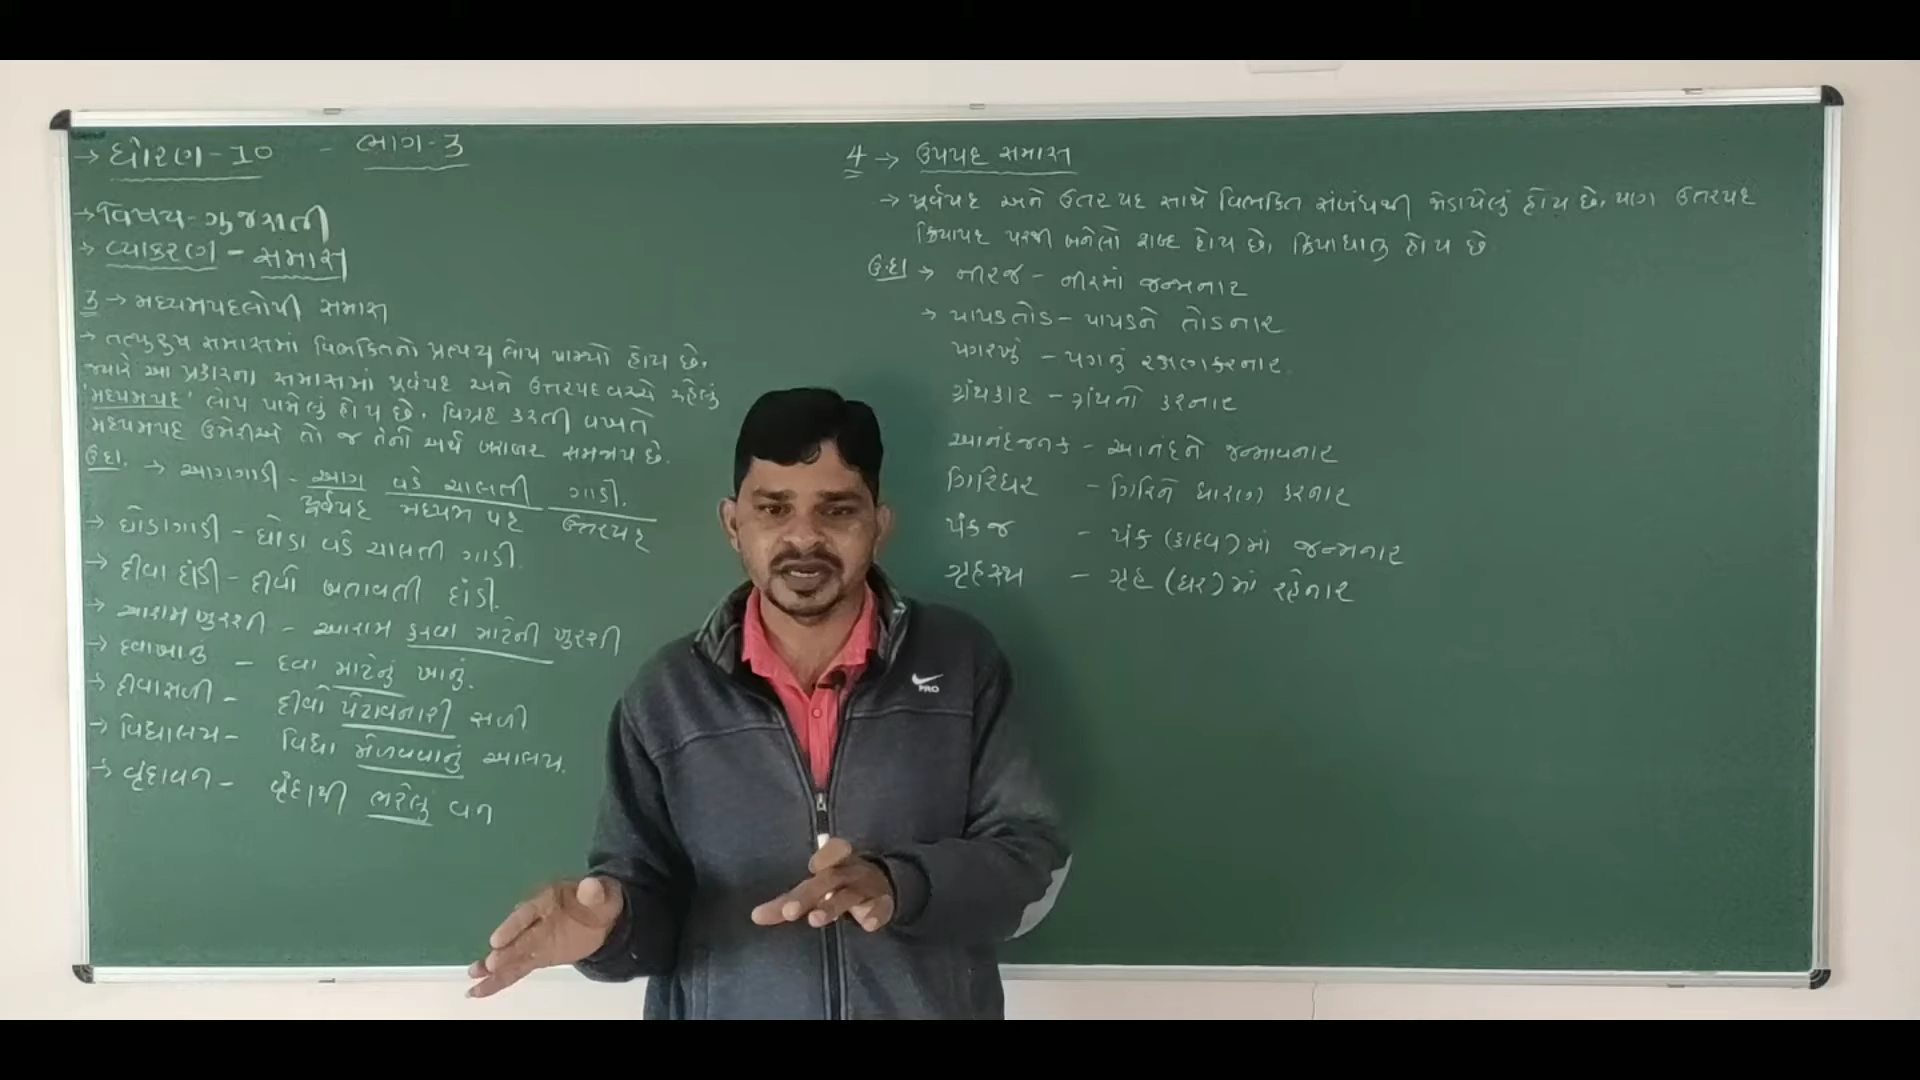 → ધોરણ - 10 - ભાગ - 3
→ વિષય - ગુજરાતી
→ વ્યાકરણ - સમાસ
3 → મધ્યમપદલોપી સમાસ
→ તત્પુરુષ સમાસમાં વિભક્તિનો પ્રત્યય લોપ પામ્યો હોય છે,
જ્યારે આ પ્રકારના સમાસમાં પૂર્વપદ અને ઉત્તરપદ વચ્ચે રહેલું
'મધ્યમપદ' લોપ પામેલું હોય છે. વિગ્રહ કરતી વખતે
મધ્યમપદ ઉમેરીએ તો જ તેનો અર્થ બરાબર સમજાય છે.
ઉદા. → આગગાડી - આગ વડે ચાલતી ગાડી.
પૂર્વપદ મધ્યમ પદ ઉત્તરપદ
→ ઘોડાગાડી - ઘોડા વડે ચાલતી ગાડી.
→ દીવાદાંડી - દીવો બતાવતી દાંડી.
→ આરામખુરશી - આરામ કરવા માટેની ખુરશી
→ દવાખાનું - દવા માટેનું ખાનું.
→ દીવાસળી - દીવો પેટાવનારી સળી
→ વિદ્યાલય - વિદ્યા મેળવવાનું આલય.
→ વૃંદાવન - વૃંદાથી ભરેલું વન
4 → ઉપપદ સમાસ
→ પૂર્વપદ અને ઉતરપદ સાથે વિભક્તિ સંબંધથી જોડાયેલું હોય છે, પણ ઉતરપદ
ક્રિયાપદ પરથી બનેલો શબ્દ હોય છે, ક્રિયાધાતુ હોય છે
ઉદા → નીરજ - નીરમાં જન્મનાર
→ પાપડતોડ - પાપડને તોડનાર
પગરખું - પગનું રક્ષણ કરનાર
ગ્રંથકાર - ગ્રંથનો કરનાર
આનંદજનક - આનંદને જન્માવનાર
ગિરિધર - ગિરિને ધારણ કરનાર
પંકજ - પંક (કાદવ) માં જન્મનાર
ગૃહસ્થ - ગૃહ (ઘર) માં રહેનાર
PRO